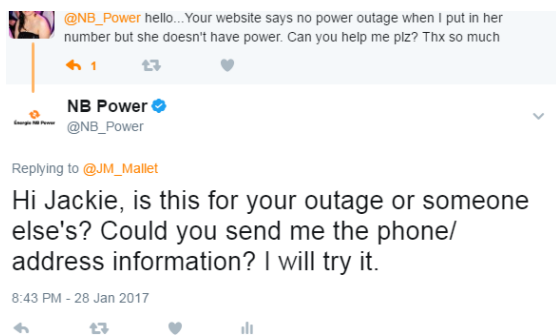 @NB_Power hello...Your website says no power outage when I put in her
number but she doesn't have power. Can you help me plz? Thx so much
1
NB Power
Énergie NB Power
@NB_Power
Replying to @JM_Mallet
Hi Jackie, is this for your outage or someone
else's? Could you send me the phone/
address information? I will try it.
8:43 PM - 28 Jan 2017